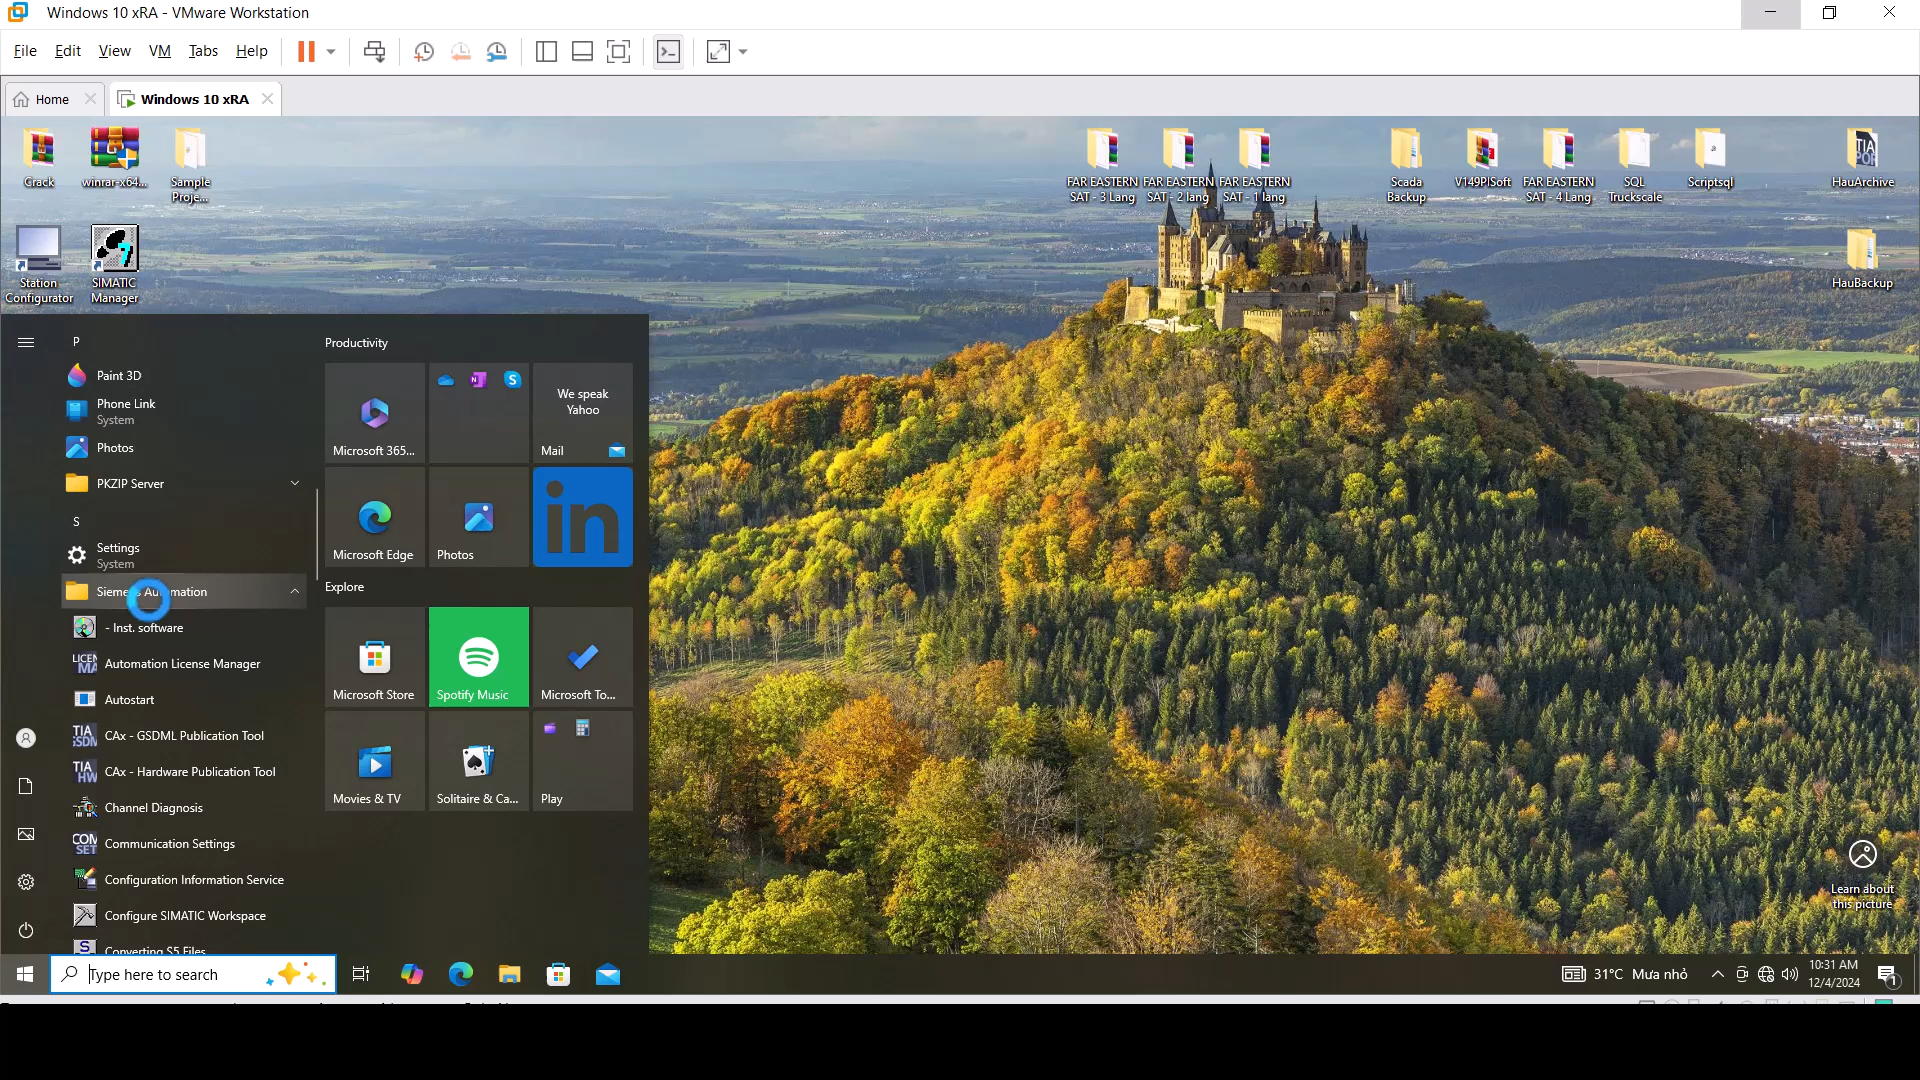 Windows 10 xRA - VMware Workstation
File Edit View VM Tabs Help
Home
Windows 10 xRA
Crack
winrar-x64...
Sample
Proje...
Station
Configurator
SIMATIC
Manager
FAR EASTERN
SAT - 3 Lang
FAR EASTERN
SAT - 2 lang
FAR EASTERN
SAT - 1 lang
Scada
Backup
V149PISoft
FAR EASTERN
SAT - 4 Lang
SQL
Truckscale
Scriptsql
HauArchive
HauBackup
P
Paint 3D
Phone Link
System
Photos
PKZIP Server
S
Settings
System
Siemens Automation
- Inst. software
Automation License Manager
Autostart
CAx - GSDML Publication Tool
CAx - Hardware Publication Tool
Channel Diagnosis
Communication Settings
Configuration Information Service
Configure SIMATIC Workspace
Converting S5 Files
Productivity
Microsoft 365...
We speak
Yahoo
Mail
Microsoft Edge
Photos
in
Explore
Microsoft Store
Spotify Music
Microsoft To...
Movies & TV
Solitaire & Ca...
Play
Learn about
this picture
Type here to search
31°C Mưa nhỏ
10:31 AM
12/4/2024
1